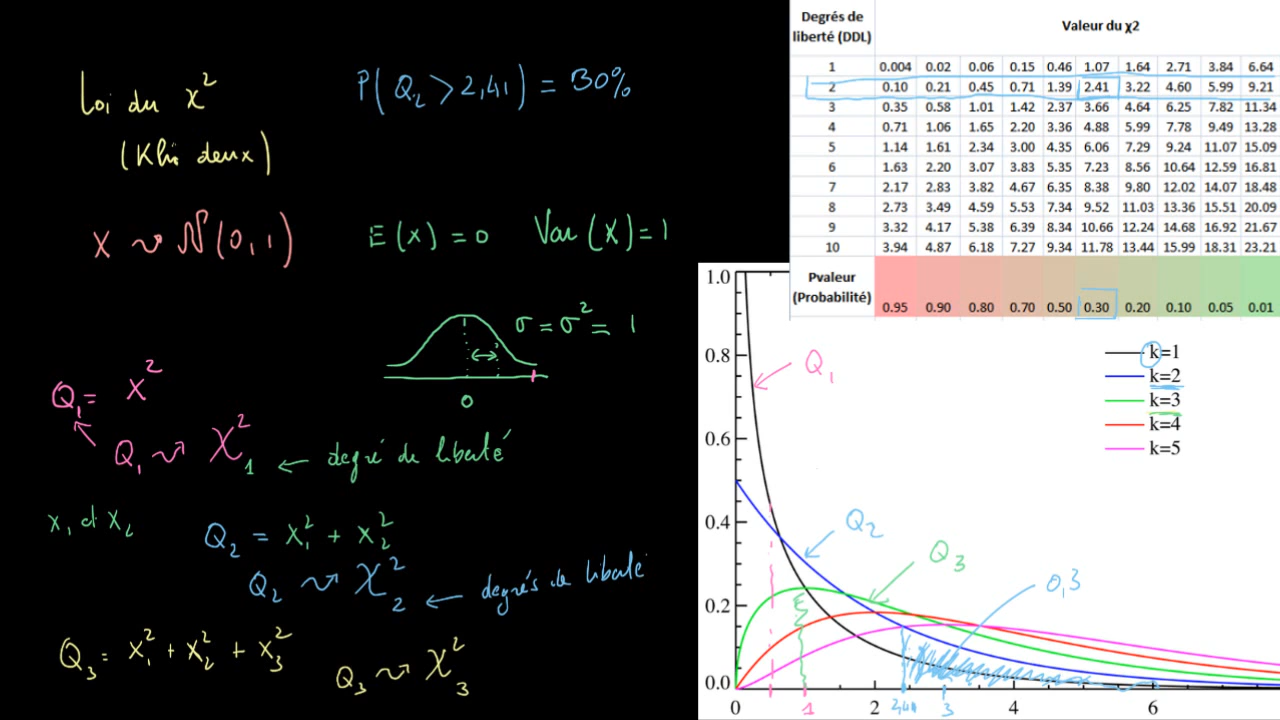 Loi du χ²
(Khi deux)
P(Q₂ > 2,41) = 30%
X ⤳ N(0,1)
E(X) = 0
Var(X) = 1
σ = σ² = 1
0
Q₁ = X²
Q₁ ⤳ χ²₁ ← degré de liberté
X₁ et X₂
Q₂ = X₁² + X₂²
Q₂ ⤳ χ²₂ ← degrés de liberté
Q₃ = X₁² + X₂² + X₃²
Q₃ ⤳ χ²₃
Degrés de liberté (DDL) Valeur du χ2
1 0.004 0.02 0.06 0.15 0.46 1.07 1.64 2.71 3.84 6.64
2 0.10 0.21 0.45 0.71 1.39 2.41 3.22 4.60 5.99 9.21
3 0.35 0.58 1.01 1.42 2.37 3.66 4.64 6.25 7.82 11.34
4 0.71 1.06 1.65 2.20 3.36 4.88 5.99 7.78 9.49 13.28
5 1.14 1.61 2.34 3.00 4.35 6.06 7.29 9.24 11.07 15.09
6 1.63 2.20 3.07 3.83 5.35 7.23 8.56 10.64 12.59 16.81
7 2.17 2.83 3.82 4.67 6.35 8.38 9.80 12.02 14.07 18.48
8 2.73 3.49 4.59 5.53 7.34 9.52 11.03 13.36 15.51 20.09
9 3.32 4.17 5.38 6.39 8.34 10.66 12.24 14.68 16.92 21.67
10 3.94 4.87 6.18 7.27 9.34 11.78 13.44 15.99 18.31 23.21
Pvaleur (Probabilité) 0.95 0.90 0.80 0.70 0.50 0.30 0.20 0.10 0.05 0.01
1.0
0.8
0.6
0.4
0.2
0.0
k=1
k=2
k=3
k=4
k=5
Q₁
Q₂
Q₃
0,3
0 2 4 6
1 2,41 3